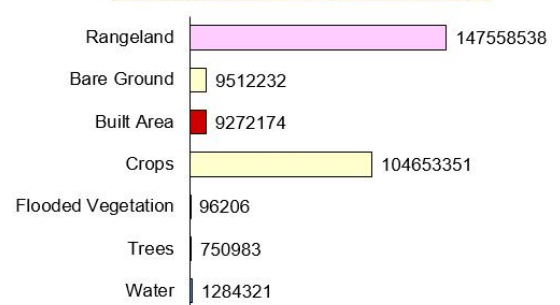 Rangeland 147558538
Bare Ground 9512232
Built Area 9272174
Crops 104653351
Flooded Vegetation 96206
Trees 750983
Water 1284321